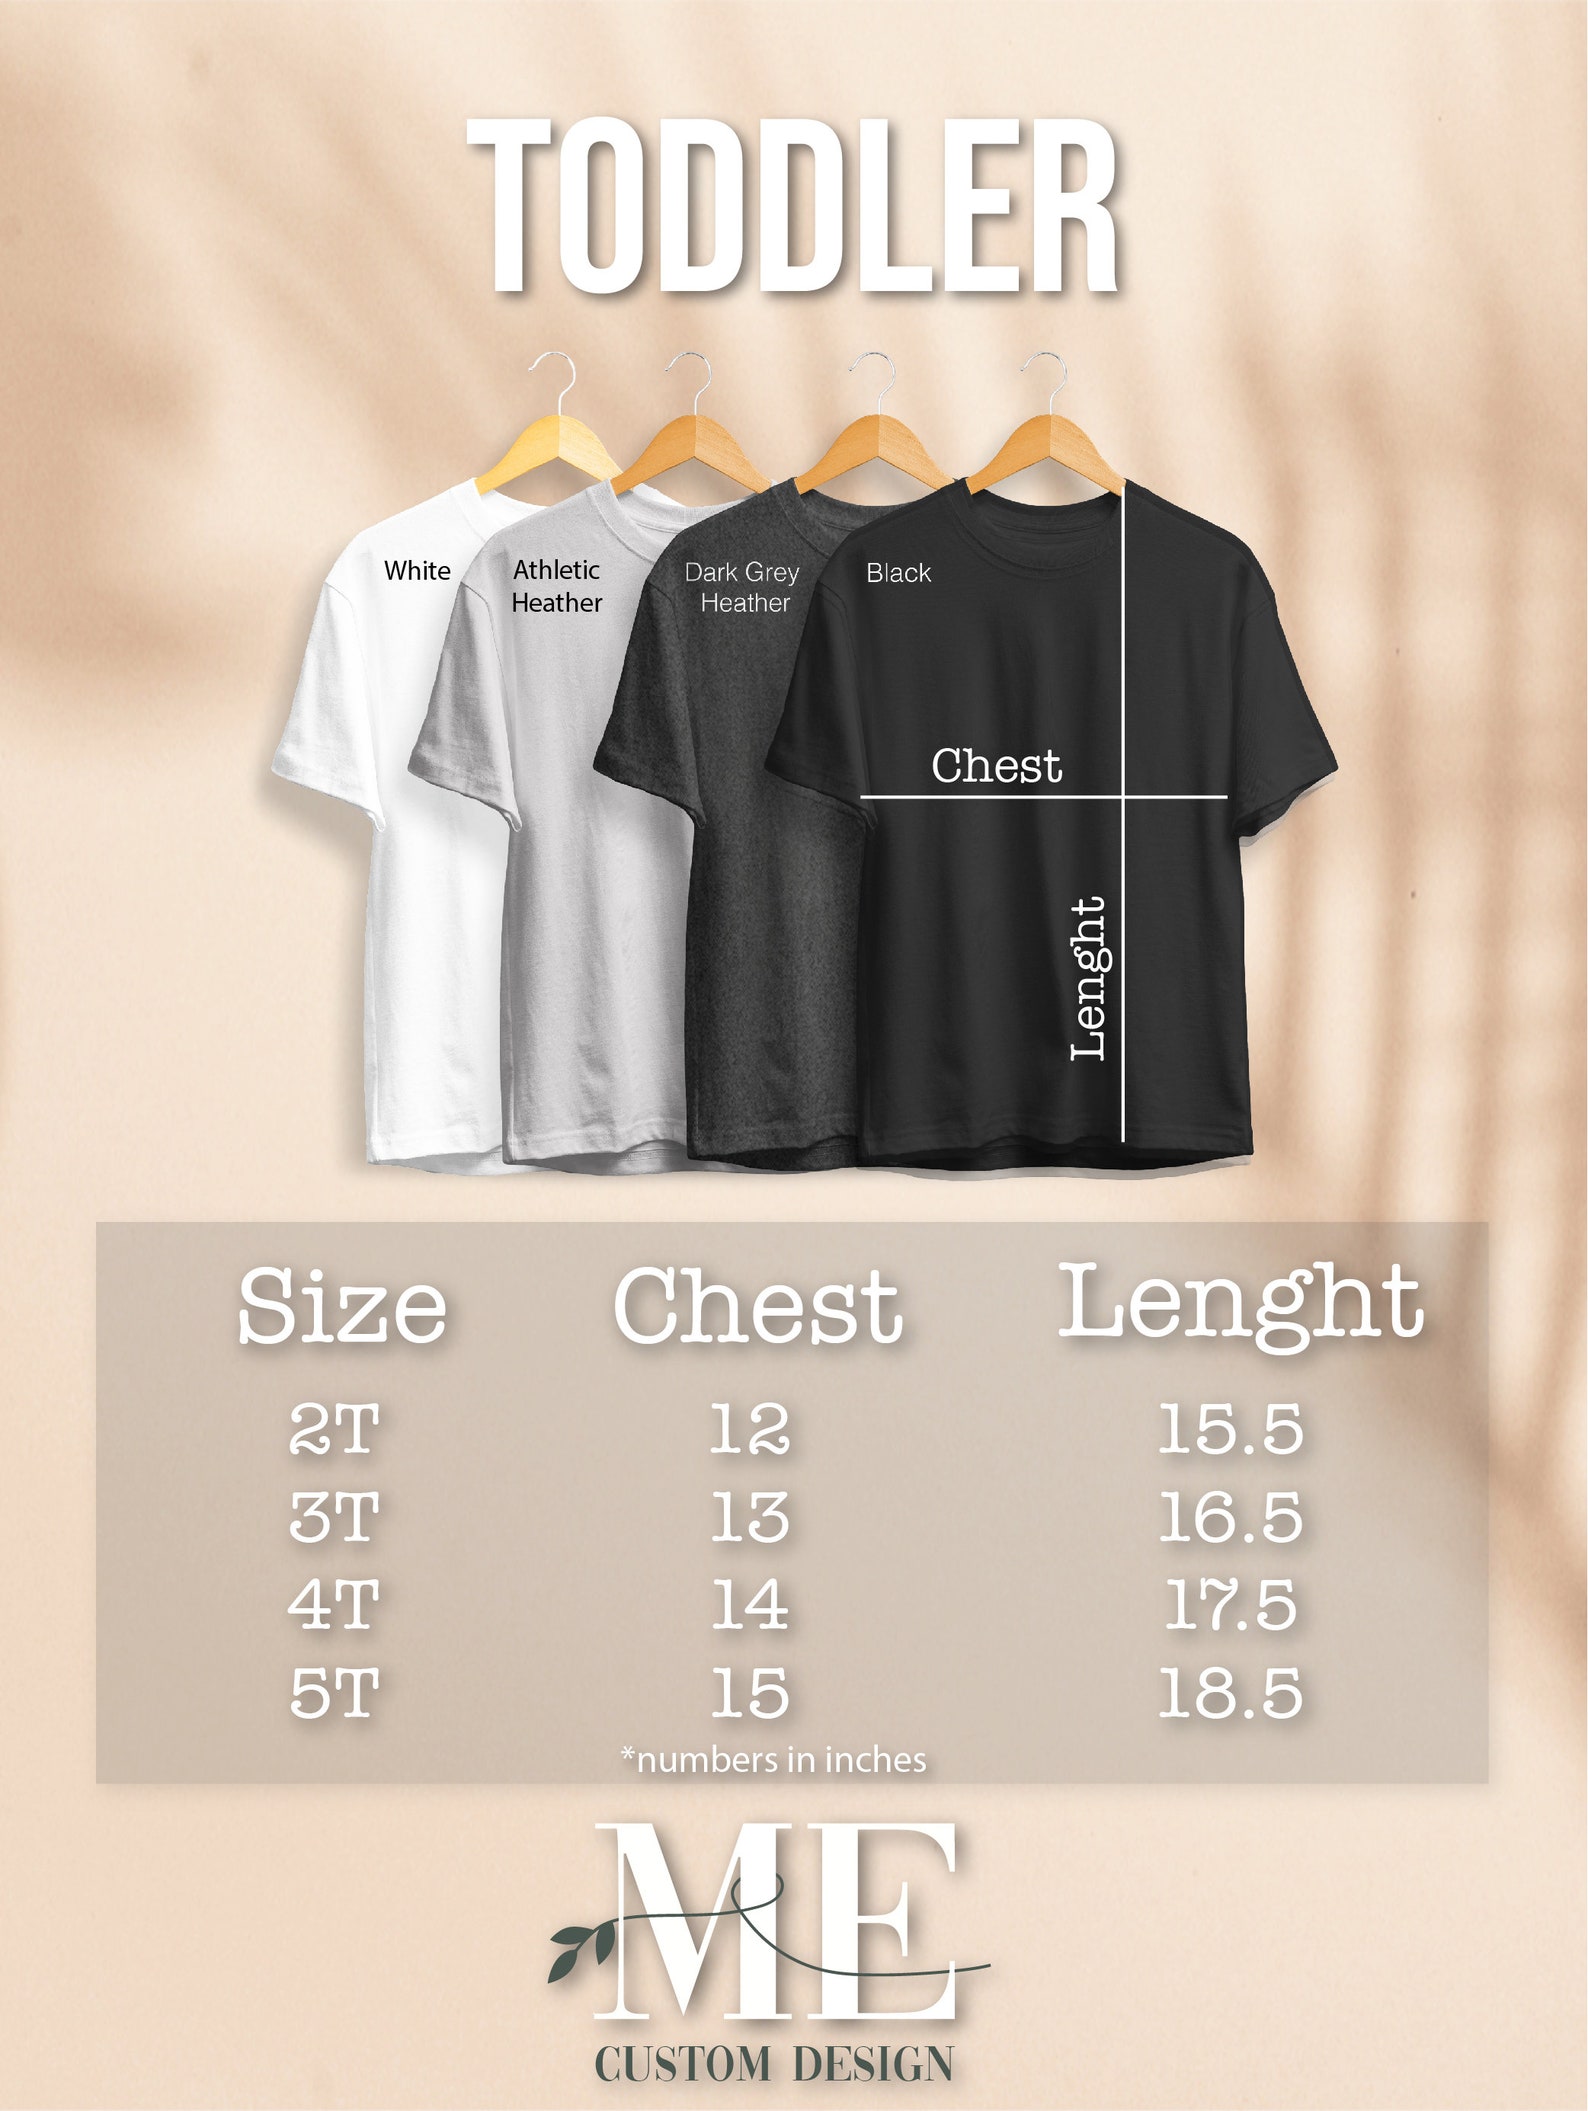 TODDLER
White
Athletic
Heather
Dark Grey
Heather
Black
Chest
Lenght
Size Chest Lenght
2T 12 15.5
3T 13 16.5
4T 14 17.5
5T 15 18.5
*numbers in inches
ME
CUSTOM DESIGN